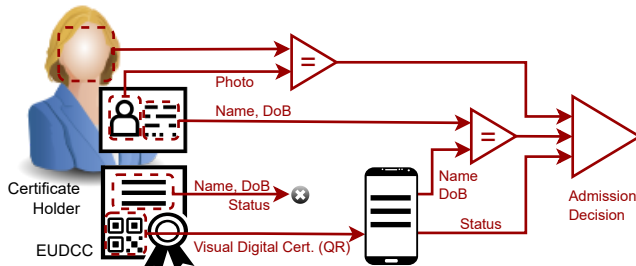 =
Photo
Name, DoB
=
Name
DoB
Certificate
Holder
Name, DoB
Status
Status
Admission
Decision
EUDCC
Visual Digital Cert. (QR)